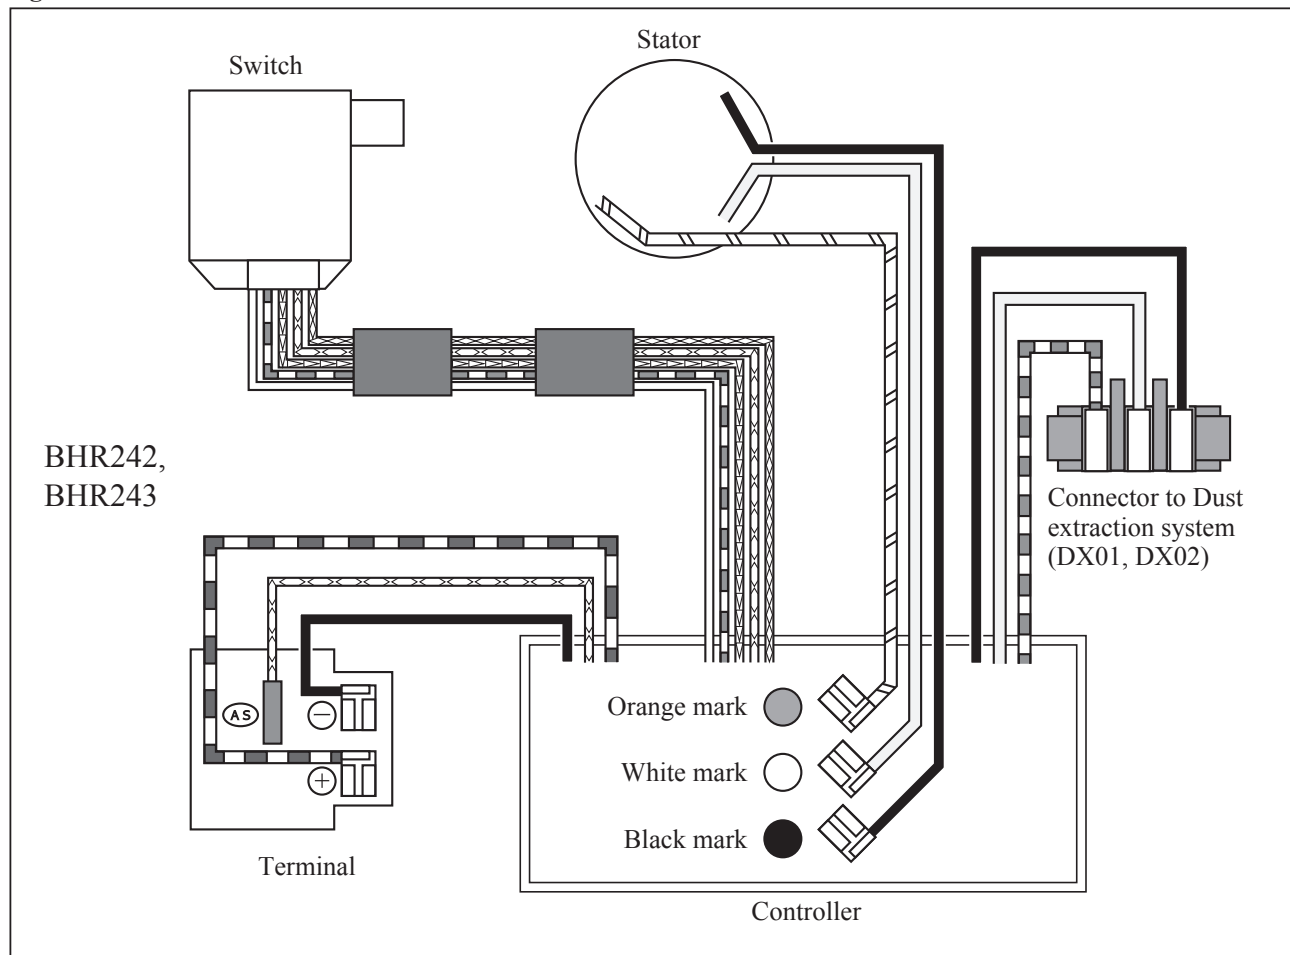 Stator
Switch
BHR242,
BHR243
Connector to Dust
extraction system
(DX01, DX02)
Orange mark
AS
−
White mark
+
Black mark
Terminal
Controller